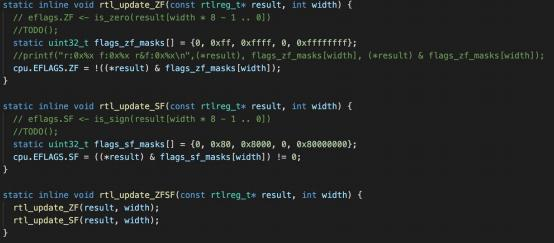 static inline void rtl_update_ZF(const rtlreg_t* result, int width) {
  // eflags.ZF <- is_zero(result[width * 8 - 1 .. 0])
  //TODO();
  static uint32_t flags_zf_masks[] = {0, 0xff, 0xffff, 0, 0xffffffff};
  //printf("r:0x%x f:0x%x r&f:0x%x\n",(*result), flags_zf_masks[width], (*result) & flags_zf_masks[width]);
  cpu.EFLAGS.ZF = !((*result) & flags_zf_masks[width]);
}
static inline void rtl_update_SF(const rtlreg_t* result, int width) {
  // eflags.SF <- is_sign(result[width * 8 - 1 .. 0])
  //TODO();
  static uint32_t flags_sf_masks[] = {0, 0x80, 0x8000, 0, 0x80000000};
  cpu.EFLAGS.SF = ((*result) & flags_sf_masks[width]) != 0;
}
static inline void rtl_update_ZFSF(const rtlreg_t* result, int width) {
  rtl_update_ZF(result, width);
  rtl_update_SF(result, width);
}